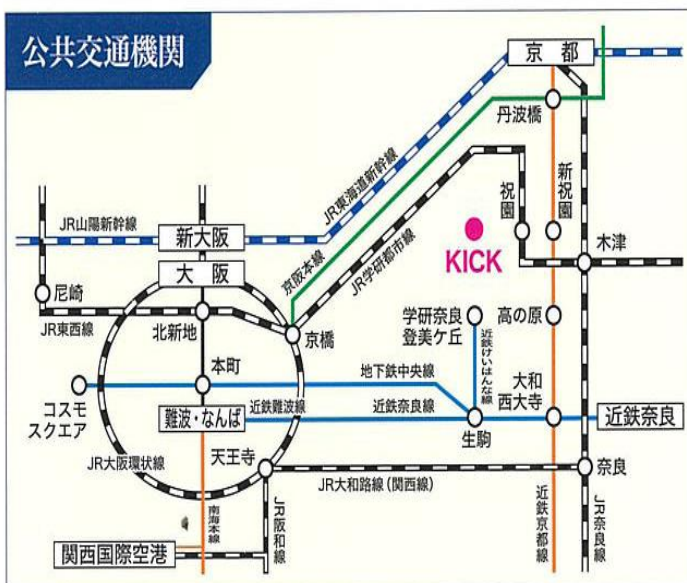 公共交通機関
京都
丹波橋
JR東海道新幹線
JR山陽新幹線
新大阪
大阪
京阪本線
JR学研都市線
祝園
新祝園
KICK
木津
尼崎
JR東西線
北新地
京橋
学研奈良
登美ケ丘
高の原
近鉄けいはんな線
本町
地下鉄中央線
コスモ
スクエア
難波・なんば
近鉄難波線
近鉄奈良線
生駒
大和
西大寺
近鉄奈良
JR大阪環状線
天王寺
JR大和路線(関西線)
奈良
南海本線
JR阪和線
近鉄京都線
JR奈良線
関西国際空港